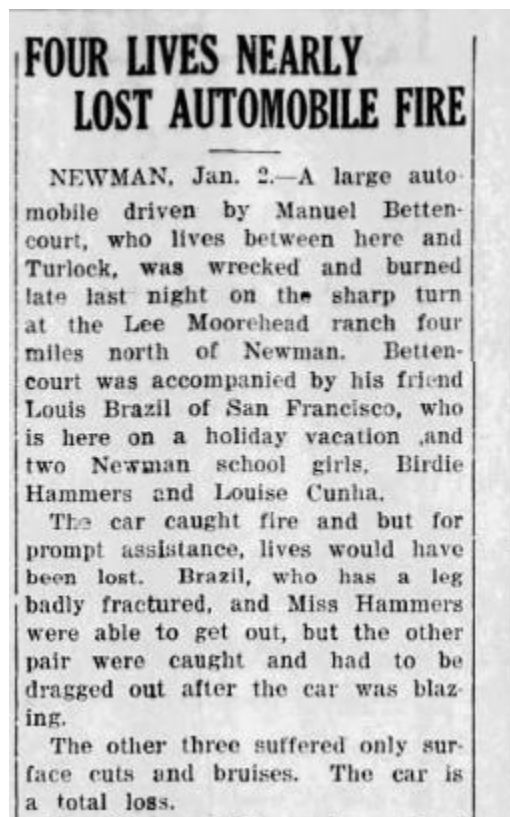 FOUR LIVES NEARLY
LOST AUTOMOBILE FIRE
NEWMAN, Jan. 2.—A large auto-
mobile driven by Manuel Betten-
court, who lives between here and
Turlock, was wrecked and burned
late last night on the sharp turn
at the Lee Moorehead ranch four
miles north of Newman. Betten-
court was accompanied by his friend
Louis Brazil of San Francisco, who
is here on a holiday vacation ,and
two Newman school girls, Birdie
Hammers and Louise Cunha.
The car caught fire and but for
prompt assistance, lives would have
been lost. Brazil, who has a leg
badly fractured, and Miss Hammers
were able to get out, but the other
pair were caught and had to be
dragged out after the car was blaz-
ing.
The other three suffered only sur-
face cuts and bruises. The car is
a total loss.